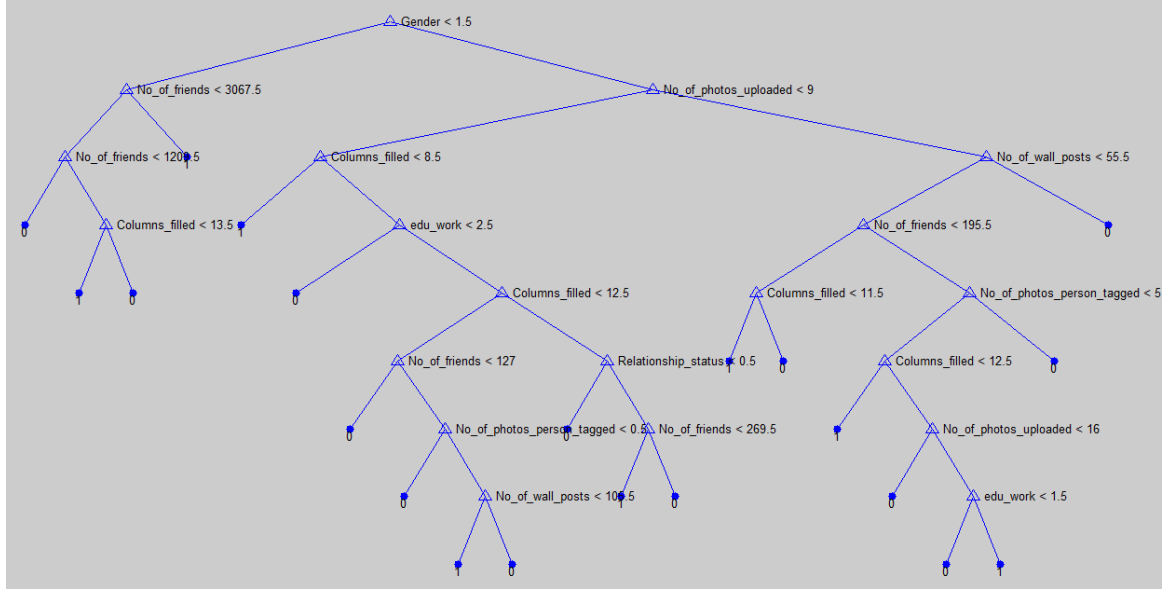 Gender < 1.5
No_of_friends < 3067.5
No_of_photos_uploaded < 9
No_of_friends <
1
Columns_filled < 8.5
No_of_wall_posts < 55.5
0
Columns_filled < 13.5
1
edu_work < 2.5
No_of_friends < 195.5
0
1
0
0
Columns_filled < 12.5
Columns_filled < 11.5
No_of_photos_person_tagged < 5
No_of_friends < 127
Relationship_status < 0.5
1
0
Columns_filled < 12.5
0
0
No_of_photos_person_tagged < 0.5
0
No_of_friends < 269.5
1
No_of_photos_uploaded < 16
0
No_of_wall_posts <
1
0
0
edu_work < 1.5
1
0
0
1